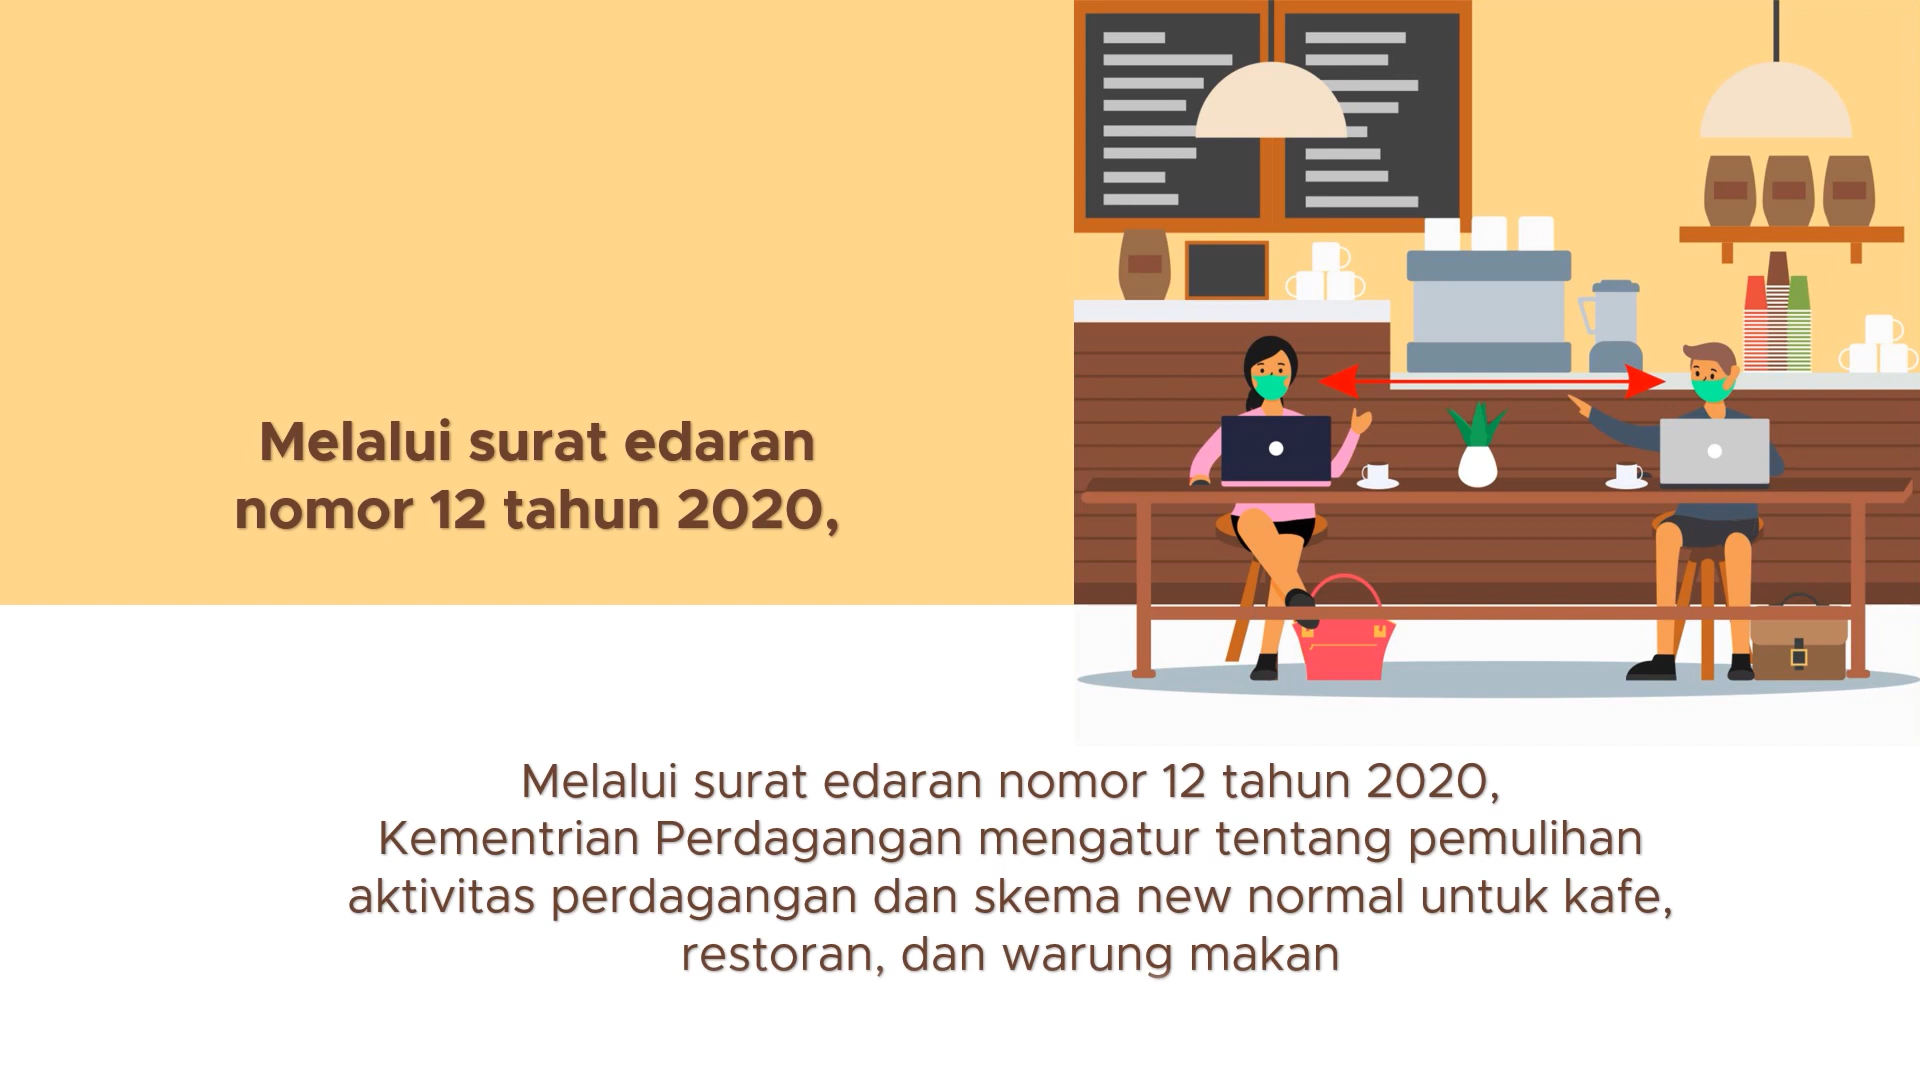 Melalui surat edaran
nomor 12 tahun 2020,
Melalui surat edaran nomor 12 tahun 2020,
Kementrian Perdagangan mengatur tentang pemulihan
aktivitas perdagangan dan skema new normal untuk kafe,
restoran, dan warung makan